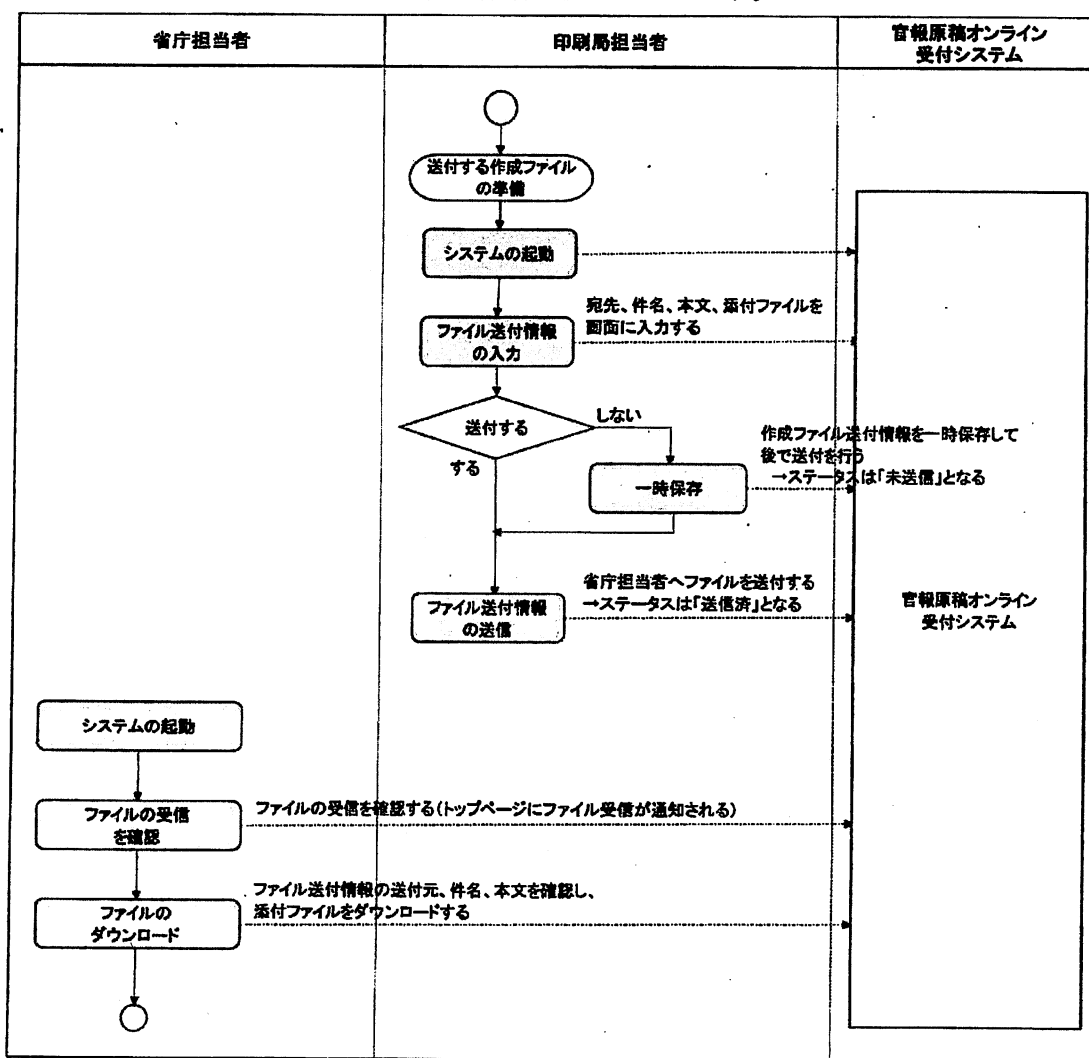 省庁担当者
印刷局担当者
官報原稿オンライン
受付システム
送付する作成ファイル
の準備
システムの起動
ファイル送付情報
の入力
宛先、件名、本文、添付ファイルを
画面に入力する
送付する
しない
する
一時保存
作成ファイル送付情報を一時保存して
後で送付を行う
→ステータスは「未送信」となる
ファイル送付情報
の送信
省庁担当者へファイルを送付する
→ステータスは「送信済」となる
官報原稿オンライン
受付システム
システムの起動
ファイルの受信
を確認
ファイルの受信を確認する(トップページにファイル受信が通知される)
ファイルの
ダウンロード
ファイル送付情報の送付元、件名、本文を確認し、
添付ファイルをダウンロードする